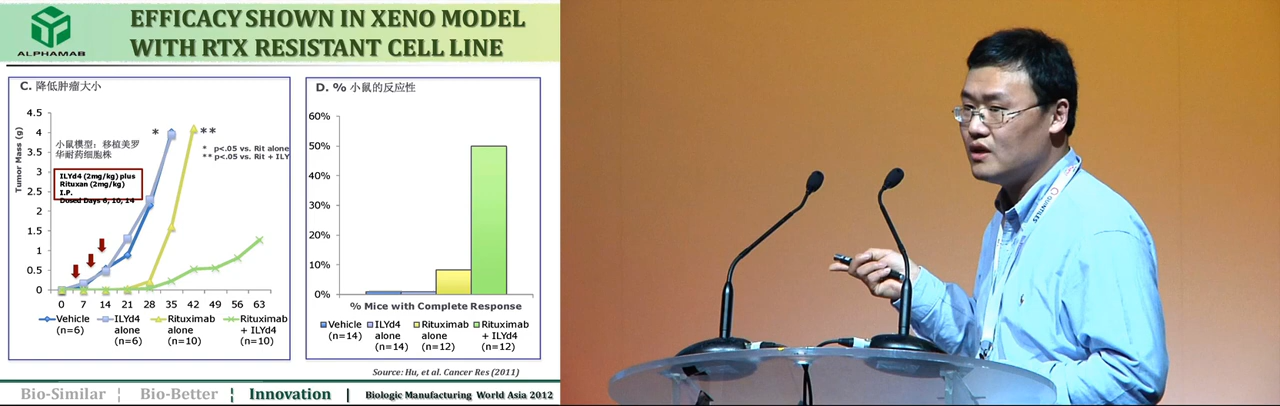 ALPHAMAB
EFFICACY SHOWN IN XENO MODEL
WITH RTX RESISTANT CELL LINE
C. 降低肿瘤大小
Tumor Mass (g)
4.5
4
3.5
3
2.5
2
1.5
1
0.5
0
小鼠模型：移植美罗
华耐药细胞株
ILYd4 (2mg/kg) plus
Rituxan (2mg/kg)
I.P.
Dosed Days 6, 10, 14
*
**
* p<.05 vs. Rit alone
** p<.05 vs. Rit + ILY
0 7 14 21 28 35 42 49 56 63
Vehicle (n=6)
ILYd4 alone (n=6)
Rituximab alone (n=10)
Rituximab + ILYd4 (n=10)
D. % 小鼠的反应性
60%
50%
40%
30%
20%
10%
0%
% Mice with Complete Response
Vehicle (n=14)
ILYd4 alone (n=14)
Rituximab alone (n=12)
Rituximab + ILYd4 (n=12)
Source: Hu, et al. Cancer Res (2011)
Bio-Similar ¦ Bio-Better ¦ Innovation | Biologic Manufacturing World Asia 2012
QUINTILES